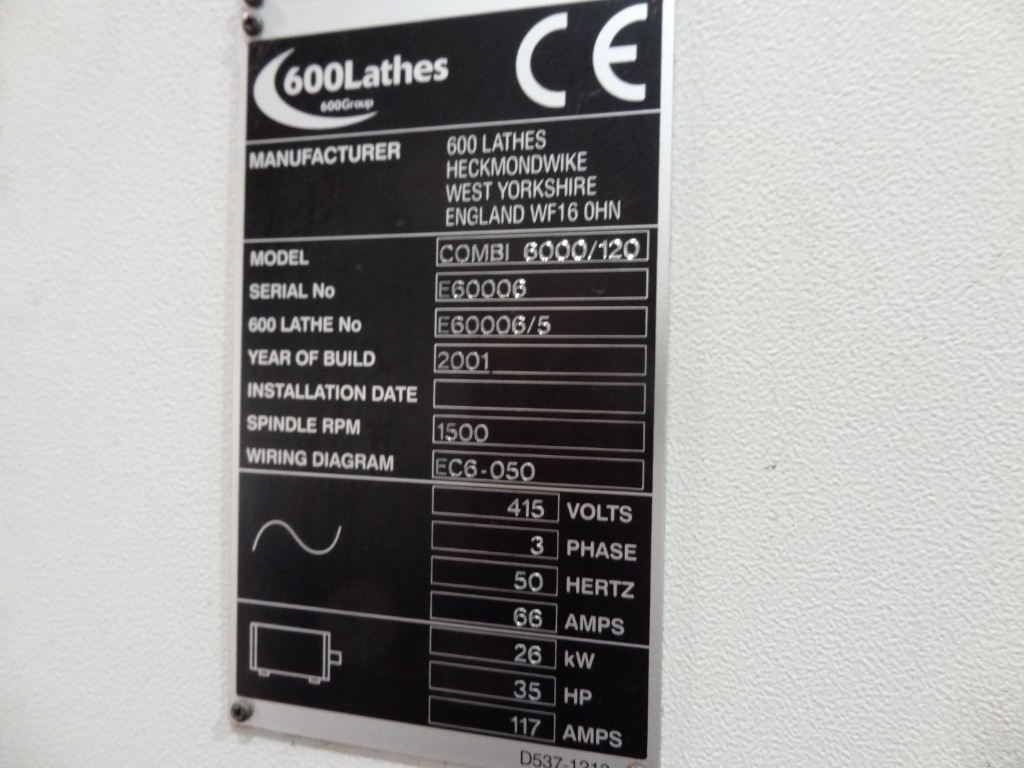 600Lathes
600Group
CE
MANUFACTURER
600 LATHES
HECKMONDWIKE
WEST YORKSHIRE
ENGLAND WF16 0HN
MODEL COMBI 6000/120
SERIAL No E60006
600 LATHE No E60006/5
YEAR OF BUILD 2001
INSTALLATION DATE
SPINDLE RPM 1500
WIRING DIAGRAM EC6-050
415 VOLTS
3 PHASE
50 HERTZ
66 AMPS
26 kW
35 HP
117 AMPS